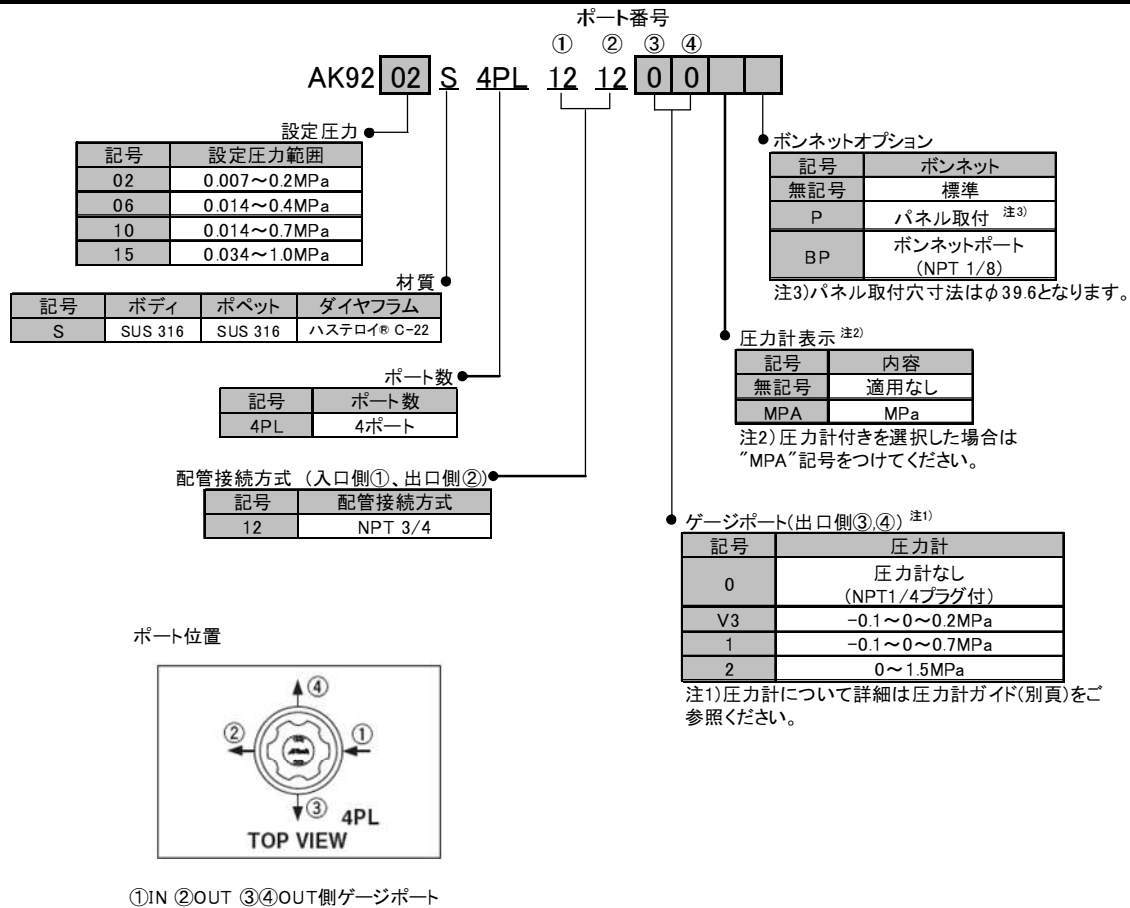 ポート番号
① ② ③ ④
AK92 02 S 4PL 12 12 0 0
設定圧力
記号 設定圧力範囲
02 0.007～0.2MPa
06 0.014～0.4MPa
10 0.014～0.7MPa
15 0.034～1.0MPa
材質
記号 ボディ ポペット ダイヤフラム
S SUS 316 SUS 316 ハステロイ® C-22
ポート数
記号 ポート数
4PL 4ポート
配管接続方式 (入口側①、出口側②)
記号 配管接続方式
12 NPT 3/4
ボンネットオプション
記号 ボンネット
無記号 標準
P パネル取付 注3)
BP ボンネットポート
(NPT 1/8)
注3)パネル取付穴寸法はφ39.6となります。
圧力計表示 注2)
記号 内容
無記号 適用なし
MPA MPa
注2)圧力計付きを選択した場合は
"MPA"記号をつけてください。
ゲージポート(出口側③,④) 注1)
記号 圧力計
0 圧力計なし
(NPT1/4プラグ付)
V3 -0.1～0～0.2MPa
1 -0.1～0～0.7MPa
2 0～1.5MPa
注1)圧力計について詳細は圧力計ガイド(別頁)をご
参照ください。
ポート位置
④
② ①
③ 4PL
TOP VIEW
①IN ②OUT ③④OUT側ゲージポート